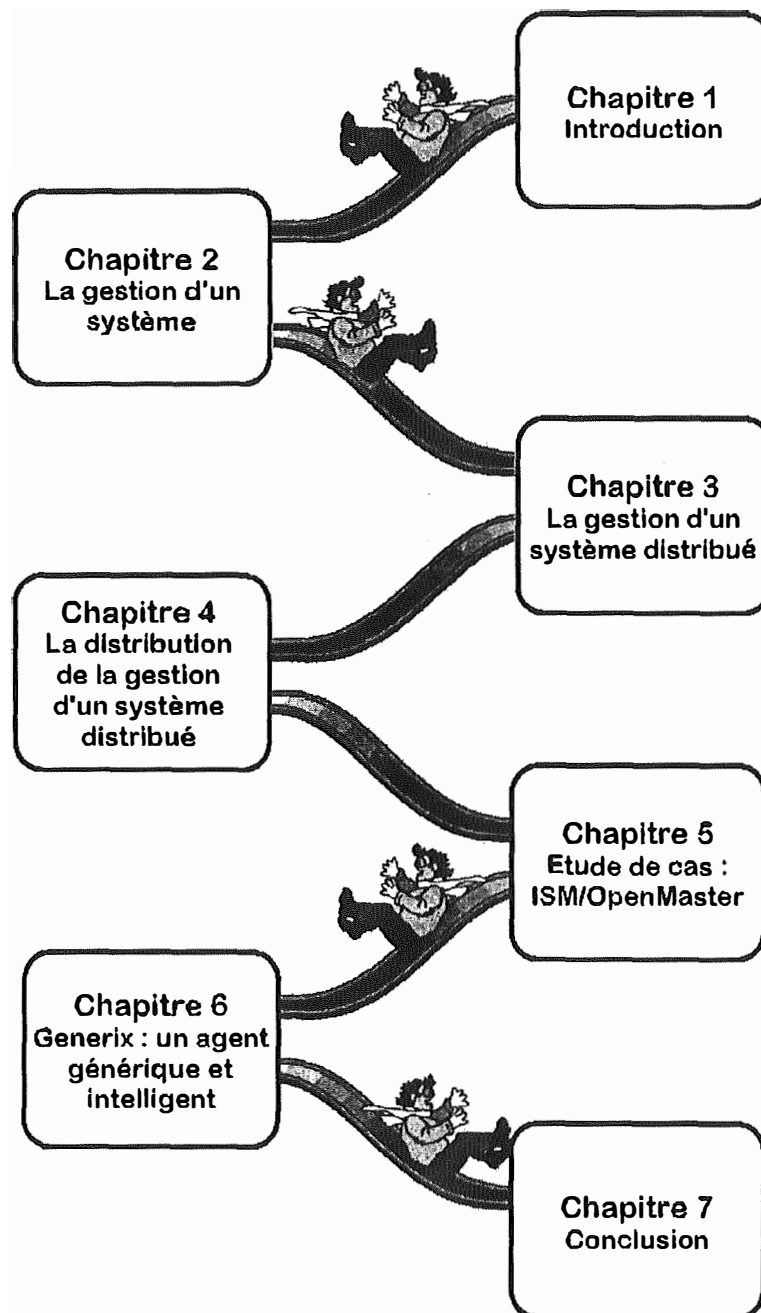 Chapitre 1
Introduction
Chapitre 2
La gestion d'un
système
Chapitre 3
La gestion d'un
système distribué
Chapitre 4
La distribution
de la gestion
d'un système
distribué
Chapitre 5
Etude de cas :
ISM/OpenMaster
Chapitre 6
Generix : un agent
générique et
intelligent
Chapitre 7
Conclusion